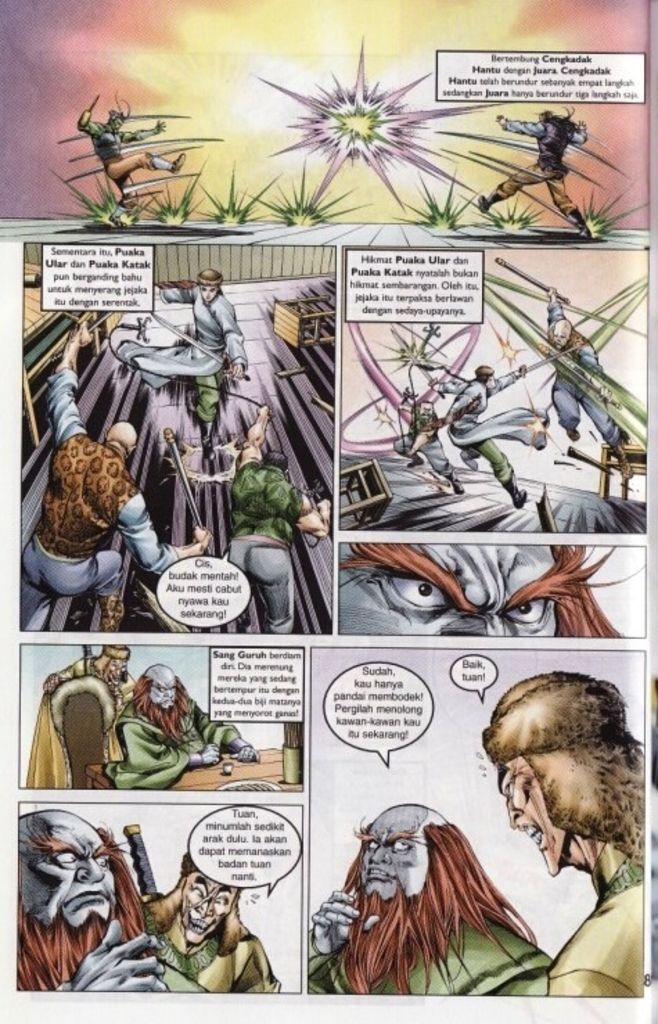 Bertembung Cengkadak
Hantu dengan Juara. Cengkadak
Hantu telah berundur sebanyak empat langkah
sedangkan Juara hanya berundur tiga langkah saja.
Sementara itu, Puaka
Ular dan Puaka Katak
pun berganding bahu
untuk menyerang jejaka
itu dengan serentak.
Cis,
budak mentah!
Aku mesti cabut
nyawa kau
sekarang!
Hikmat Puaka Ular dan
Puaka Katak nyatalah bukan
hikmat sembarangan. Oleh itu,
jejaka itu terpaksa berlawan
dengan sedaya-upayanya.
Sang Guruh berdiam
diri. Dia merenung
mereka yang sedang
bertempur itu dengan
kedua-dua biji matanya
yang menyorot ganas!
Tuan,
minumlah sedikit
arak dulu. Ia akan
dapat memanaskan
badan tuan
nanti.
Sudah,
kau hanya
pandai membodek!
Pergilah menolong
kawan-kawan kau
itu sekarang!
Baik,
tuan!
8